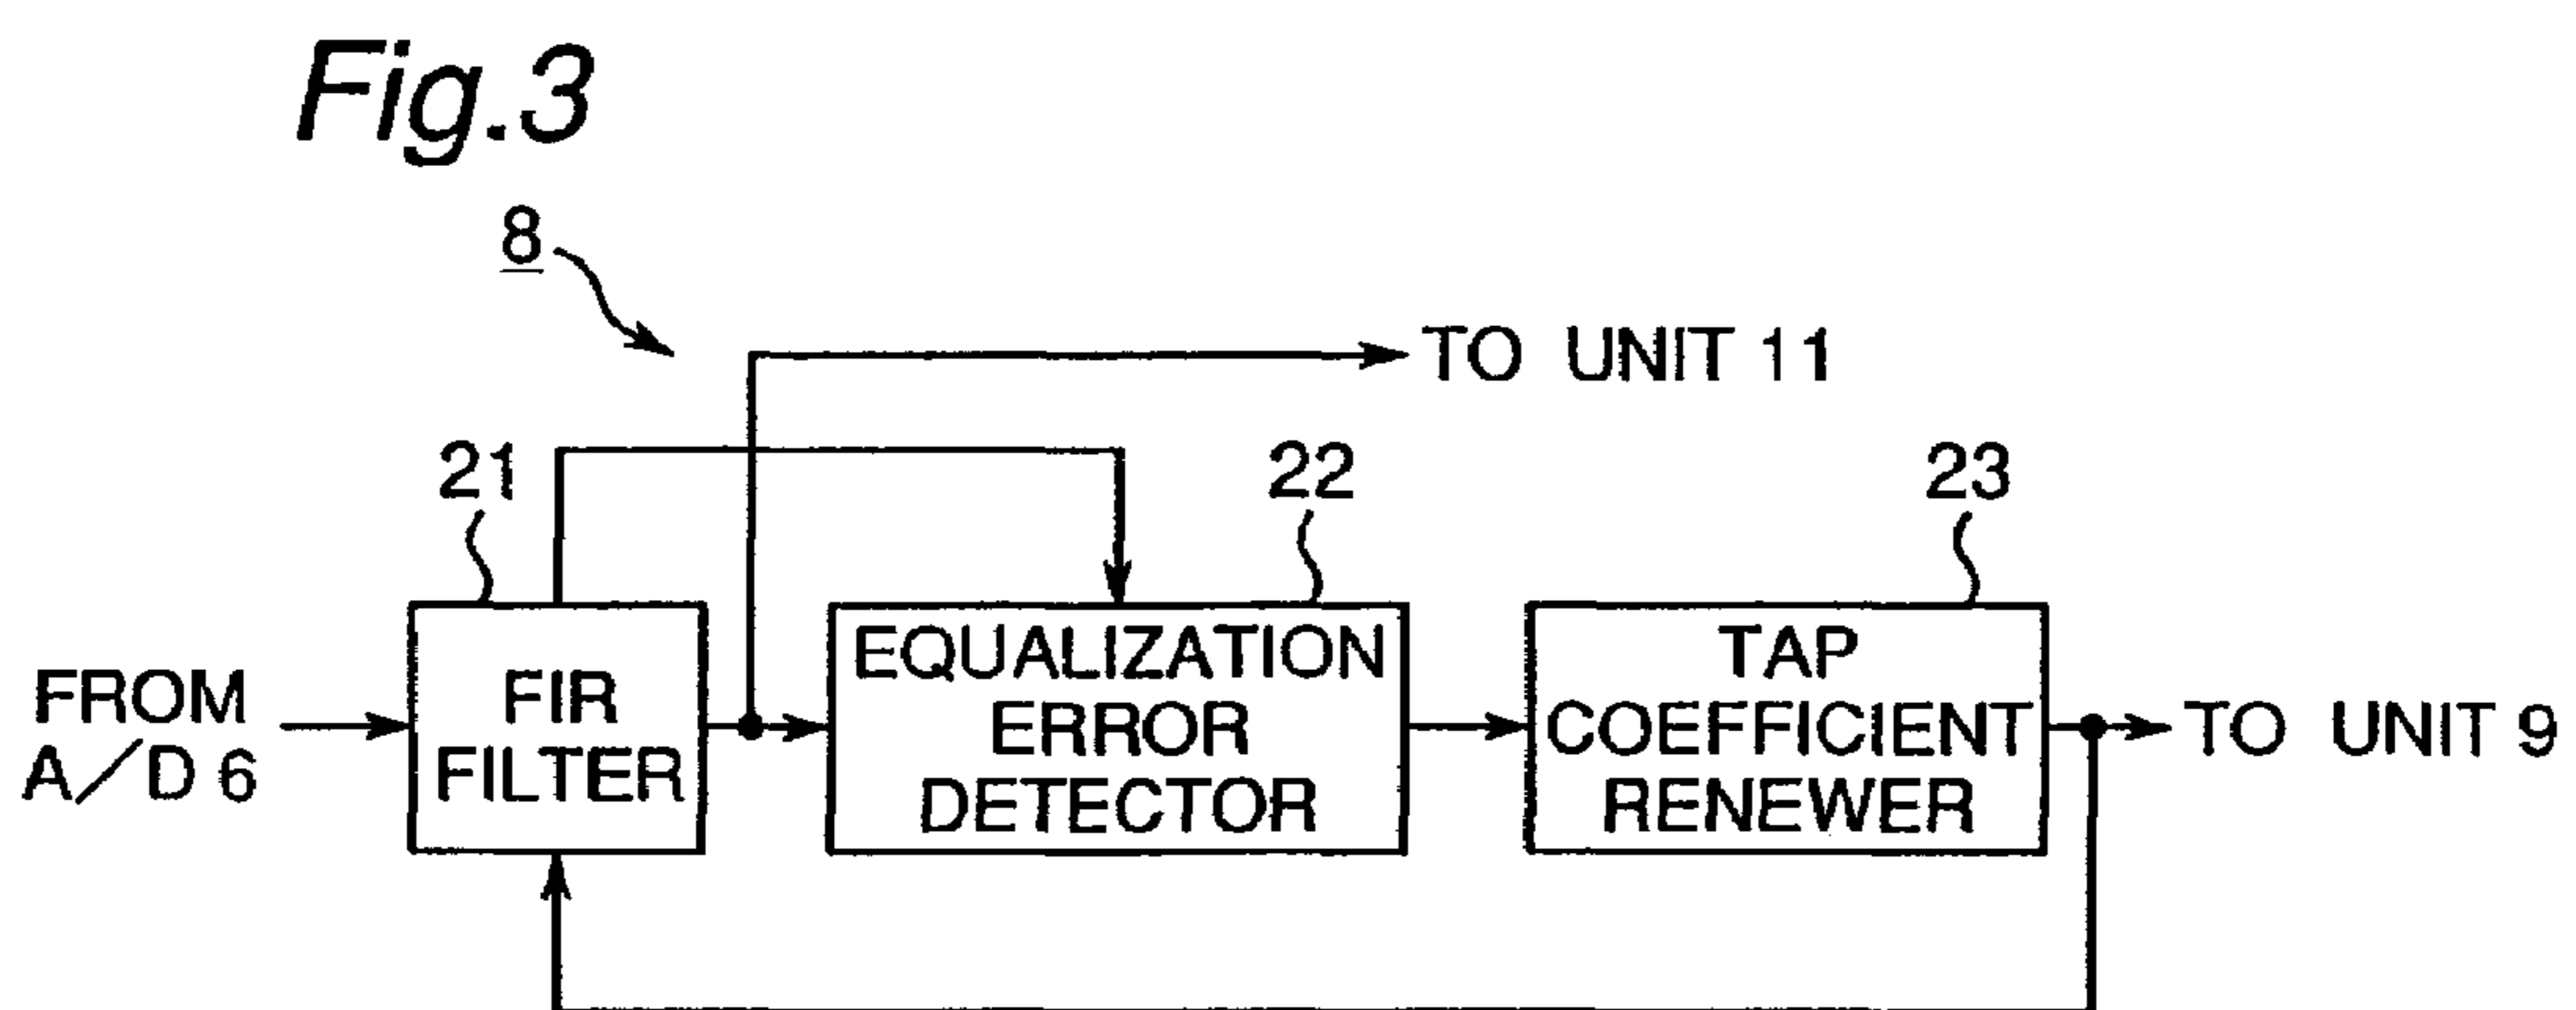 Fig.3
8
TO UNIT 11
21
22
23
FROM
A/D 6
FIR
FILTER
EQUALIZATION
ERROR
DETECTOR
TAP
COEFFICIENT
RENEWER
TO UNIT 9